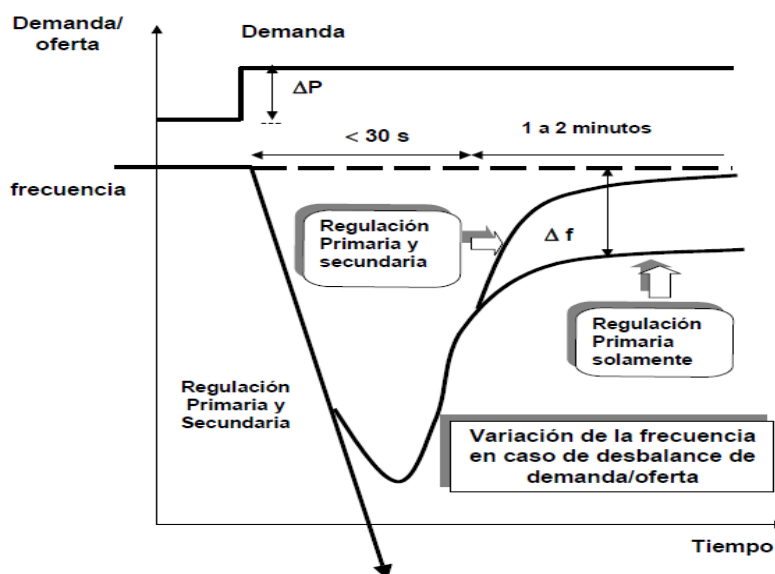 Demanda/
oferta
Demanda
ΔP
< 30 s
1 a 2 minutos
frecuencia
Regulación
Primaria y
secundaria
Δ f
Regulación
Primaria
solamente
Regulación
Primaria y
Secundaria
Variación de la frecuencia
en caso de desbalance de
demanda/oferta
Tiempo